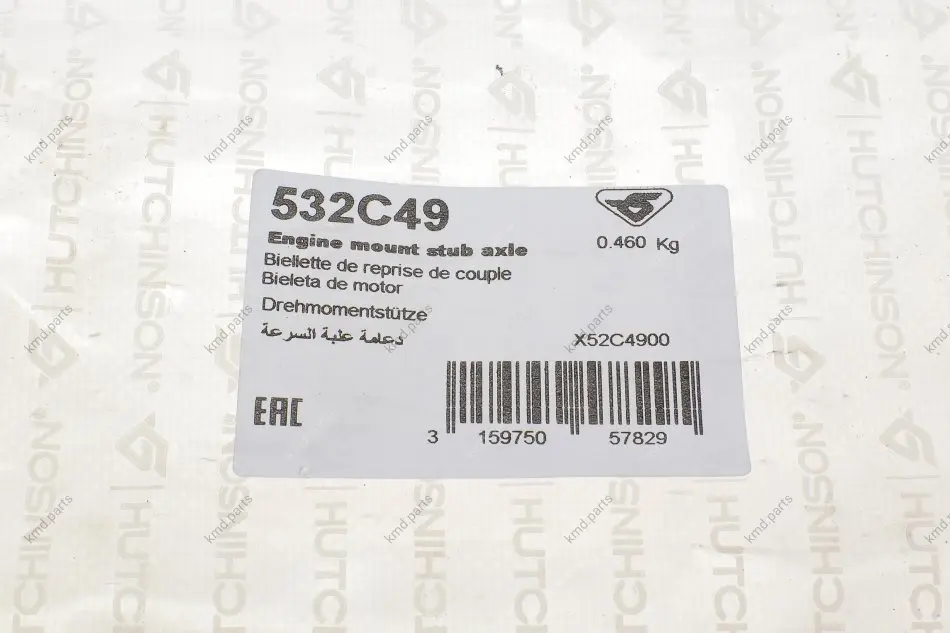 532C49
Engine mount stub axle
0.460 Kg
Biellette de reprise de couple
Bieleta de motor
Drehmomentstütze
دعامة علبة السرعة
X52C4900
EAC
3 159750 57829
HUTCHINSON
kmd.parts